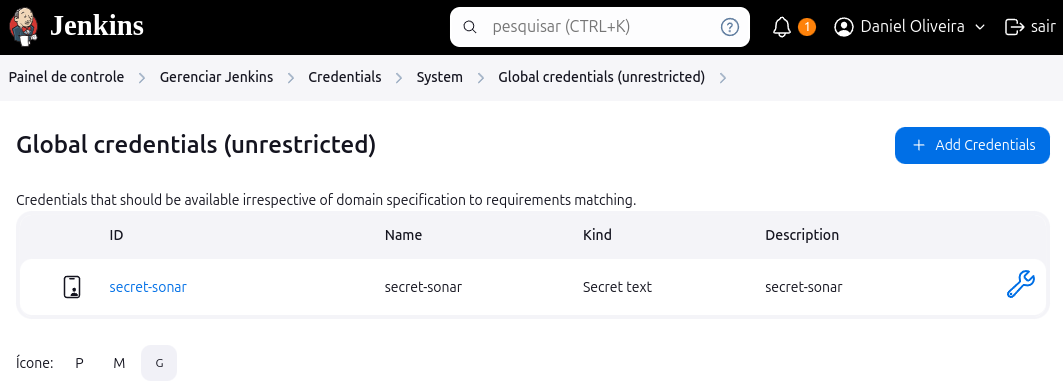 Jenkins pesquisar (CTRL+K) 1 Daniel Oliveira sair
Painel de controle Gerenciar Jenkins Credentials System Global credentials (unrestricted)
Global credentials (unrestricted) + Add Credentials
Credentials that should be available irrespective of domain specification to requirements matching.
ID Name Kind Description
secret-sonar secret-sonar Secret text secret-sonar
Ícone: P M G